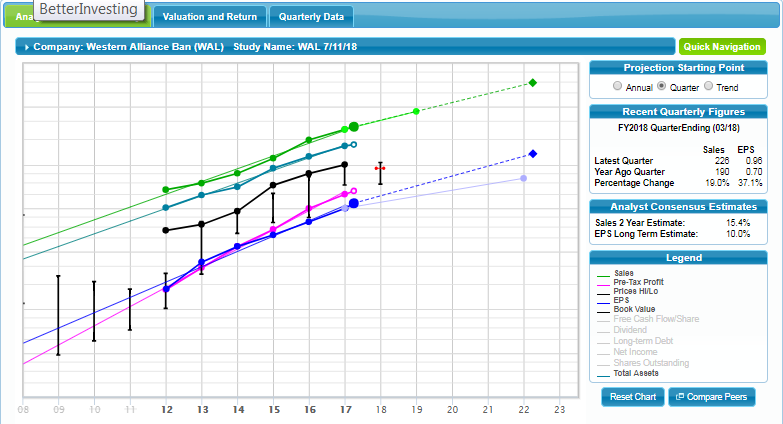 Ana
BetterInvesting
Valuation and Return
Quarterly Data
Company: Western Alliance Ban (WAL) Study Name: WAL 7/11/18
Quick Navigation
Projection Starting Point
Annual Quarter Trend
Recent Quarterly Figures
FY2018 QuarterEnding (03/18)
Sales EPS
Latest Quarter 226 0.96
Year Ago Quarter 190 0.70
Percentage Change 19.0% 37.1%
Analyst Consensus Estimates
Sales 2 Year Estimate: 15.4%
EPS Long Term Estimate: 10.0%
Legend
Sales
Pre-Tax Profit
Prices Hi/Lo
EPS
Book Value
Free Cash Flow/Share
Dividend
Long-term Debt
Net Income
Shares Outstanding
Total Assets
Reset Chart
Compare Peers
08 09 10 11 12 13 14 15 16 17 18 19 20 21 22 23